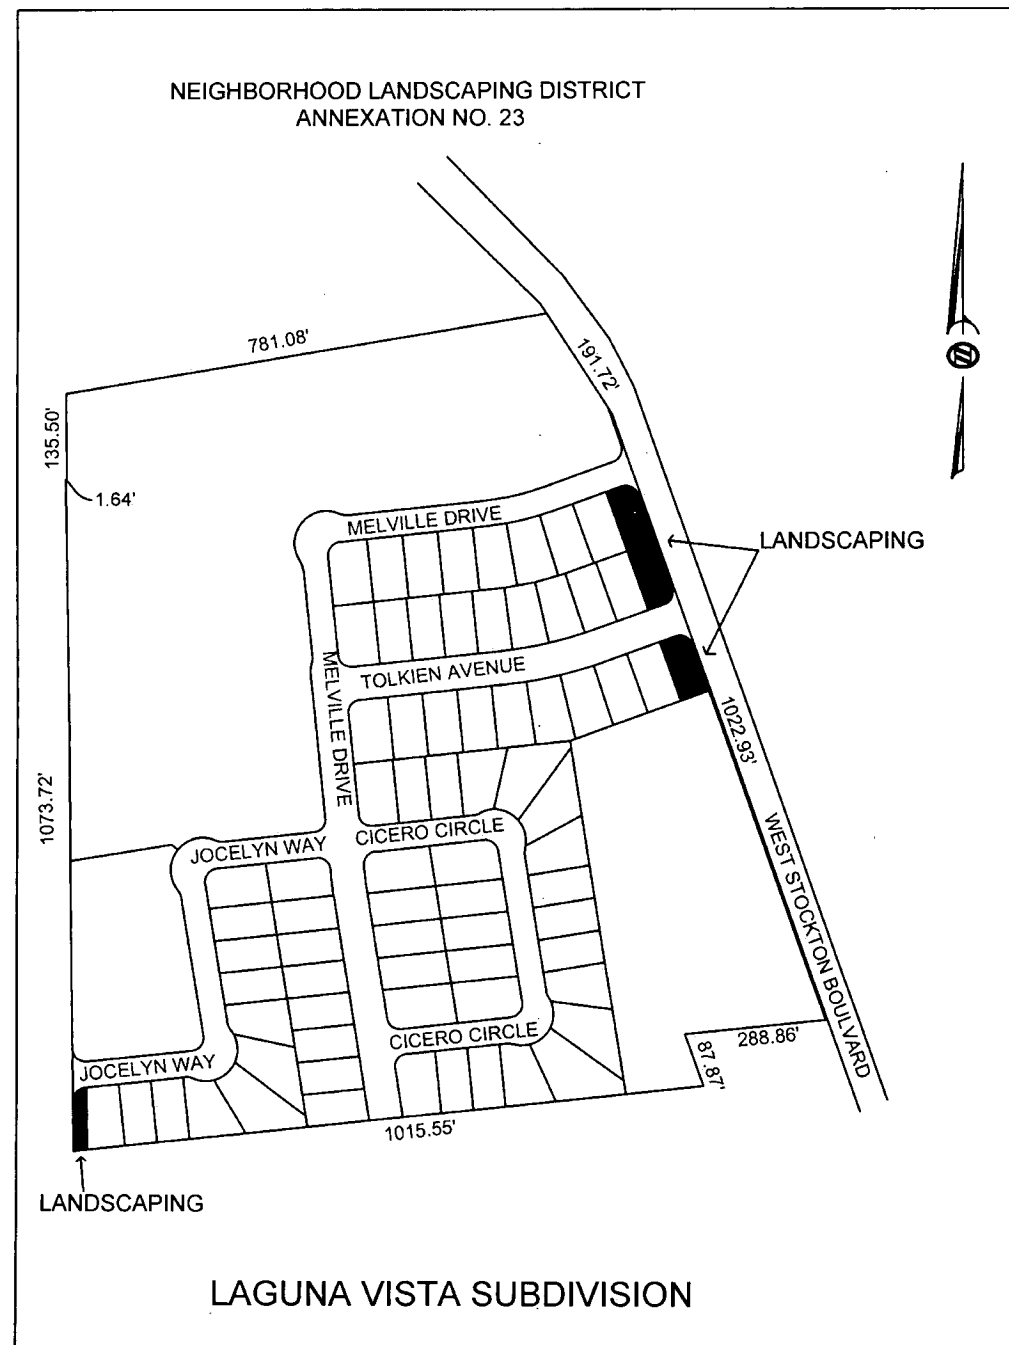 NEIGHBORHOOD LANDSCAPING DISTRICT
ANNEXATION NO. 23
781.08'
191.72'
135.50'
1.64'
MELVILLE DRIVE
LANDSCAPING
TOLKIEN AVENUE
MELVILLE DRIVE
1022.93'
1073.72'
JOCELYN WAY
CICERO CIRCLE
WEST STOCKTON BOULVARD
CICERO CIRCLE
288.86'
87.87'
JOCELYN WAY
1015.55'
LANDSCAPING
LAGUNA VISTA SUBDIVISION